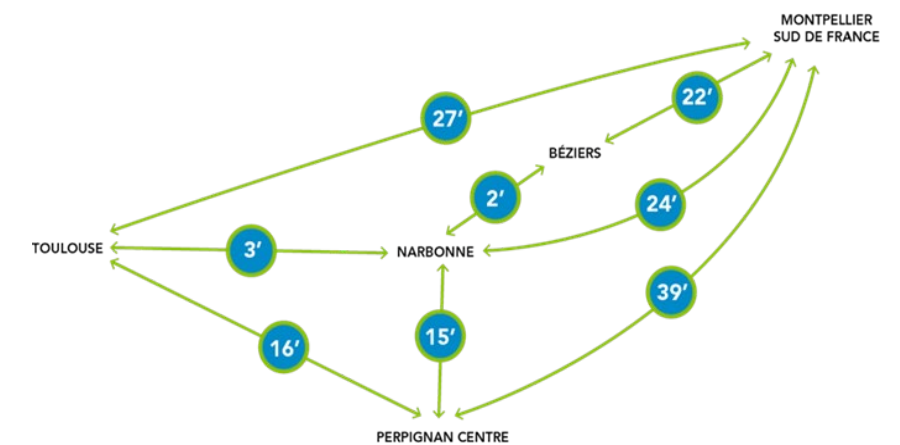 MONTPELLIER
SUD DE FRANCE
22’
27’
BÉZIERS
2’
24’
TOULOUSE
3’
NARBONNE
39’
15’
16’
PERPIGNAN CENTRE